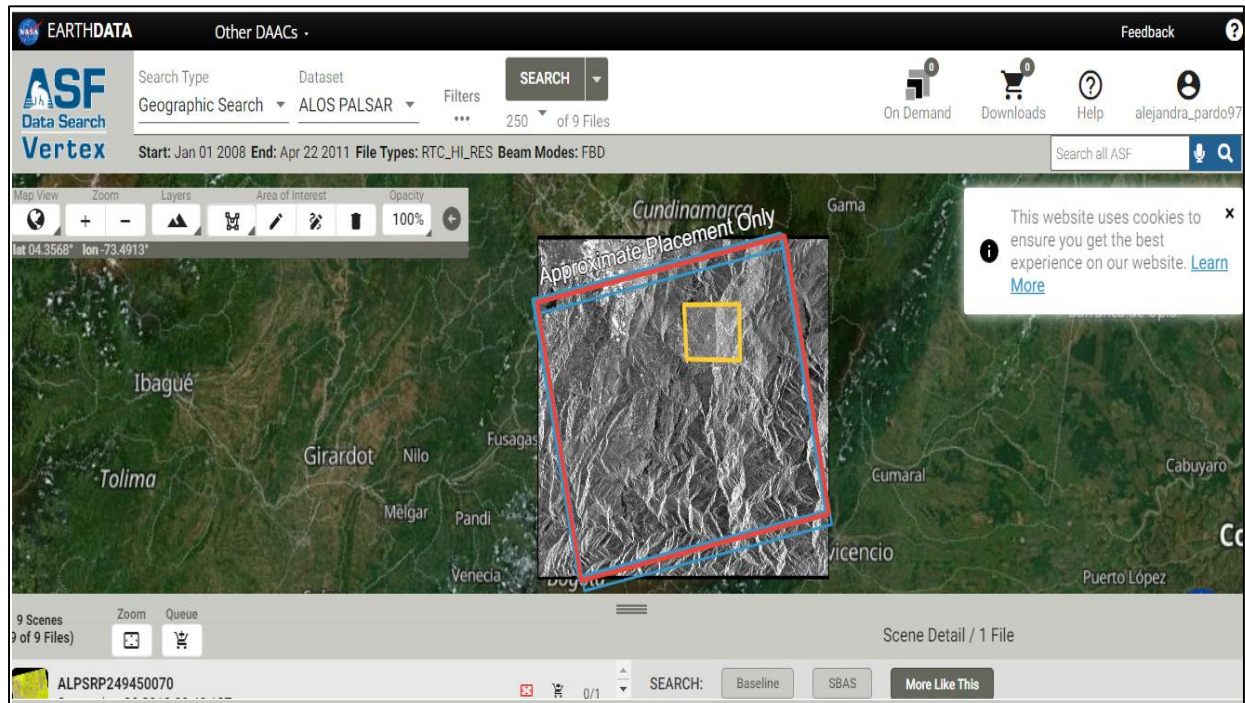 EARTHDATA
Other DAACs
Feedback
?
ASF
Data Search
Vertex
Search Type
Geographic Search
Dataset
ALOS PALSAR
Filters
•••
SEARCH
250 of 9 Files
0
On Demand
0
Downloads
Help
alejandra_pardo97
Start: Jan 01 2008 End: Apr 22 2011 File Types: RTC_HI_RES Beam Modes: FBD
Search all ASF
Map View
Zoom
Layers
Area of Interest
Opacity
+
−
100%
lat 04.3568° lon -73.4913°
Cundinamarca
Gama
Approximate Placement Only
This website uses cookies to
ensure you get the best
experience on our website. Learn
More
x
Ibagué
Girardot
Nilo
Fusagas
Tolima
Melgar
Pandi
Cumaral
Cabuyaro
vicencio
Co
Venecia
Bogotá
Puerto López
9 Scenes
9 of 9 Files)
Zoom
Queue
Scene Detail / 1 File
ALPSRP249450070
0/1
SEARCH:
Baseline
SBAS
More Like This